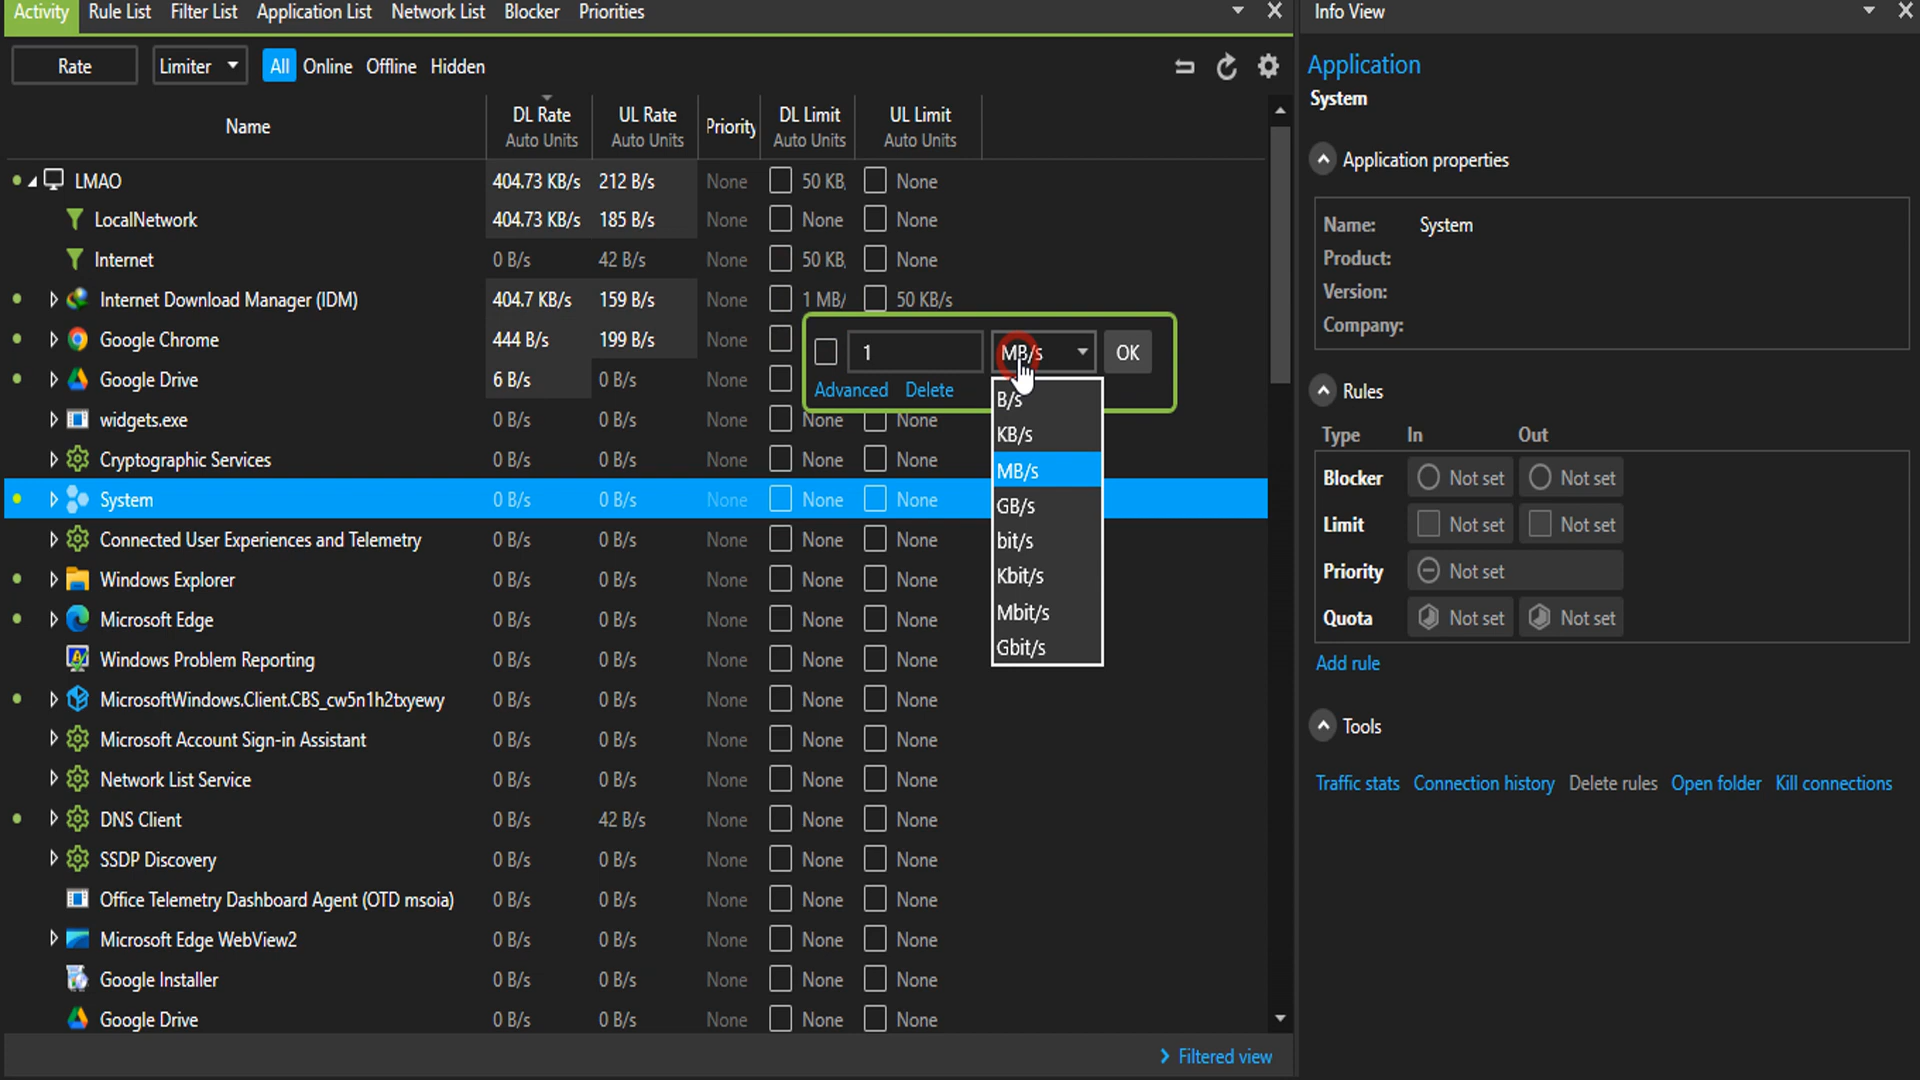 Activity Rule List Filter List Application List Network List Blocker Priorities
Rate Limiter All Online Offline Hidden
Name DL Rate Auto Units UL Rate Auto Units Priority DL Limit Auto Units UL Limit Auto Units
LMAO 404.73 KB/s 212 B/s None 50 KB, None
LocalNetwork 404.73 KB/s 185 B/s None None None
Internet 0 B/s 42 B/s None 50 KB, None
Internet Download Manager (IDM) 404.7 KB/s 159 B/s None 1 MB/ 50 KB/s
Google Chrome 444 B/s 199 B/s None
Google Drive 6 B/s 0 B/s None
1 MB/s OK
Advanced Delete
B/s
KB/s
MB/s
GB/s
bit/s
Kbit/s
Mbit/s
Gbit/s
widgets.exe 0 B/s 0 B/s None None None
Cryptographic Services 0 B/s 0 B/s None None None
System 0 B/s 0 B/s None None None
Connected User Experiences and Telemetry 0 B/s 0 B/s None None None
Windows Explorer 0 B/s 0 B/s None None None
Microsoft Edge 0 B/s 0 B/s None None None
Windows Problem Reporting 0 B/s 0 B/s None None None
MicrosoftWindows.Client.CBS_cw5n1h2txyewy 0 B/s 0 B/s None None None
Microsoft Account Sign-in Assistant 0 B/s 0 B/s None None None
Network List Service 0 B/s 0 B/s None None None
DNS Client 0 B/s 42 B/s None None None
SSDP Discovery 0 B/s 0 B/s None None None
Office Telemetry Dashboard Agent (OTD msoia) 0 B/s 0 B/s None None None
Microsoft Edge WebView2 0 B/s 0 B/s None None None
Google Installer 0 B/s 0 B/s None None None
Google Drive 0 B/s 0 B/s None None None
Filtered view
Info View
Application
System
Application properties
Name: System
Product:
Version:
Company:
Rules
Type In Out
Blocker Not set Not set
Limit Not set Not set
Priority Not set
Quota Not set Not set
Add rule
Tools
Traffic stats Connection history Delete rules Open folder Kill connections